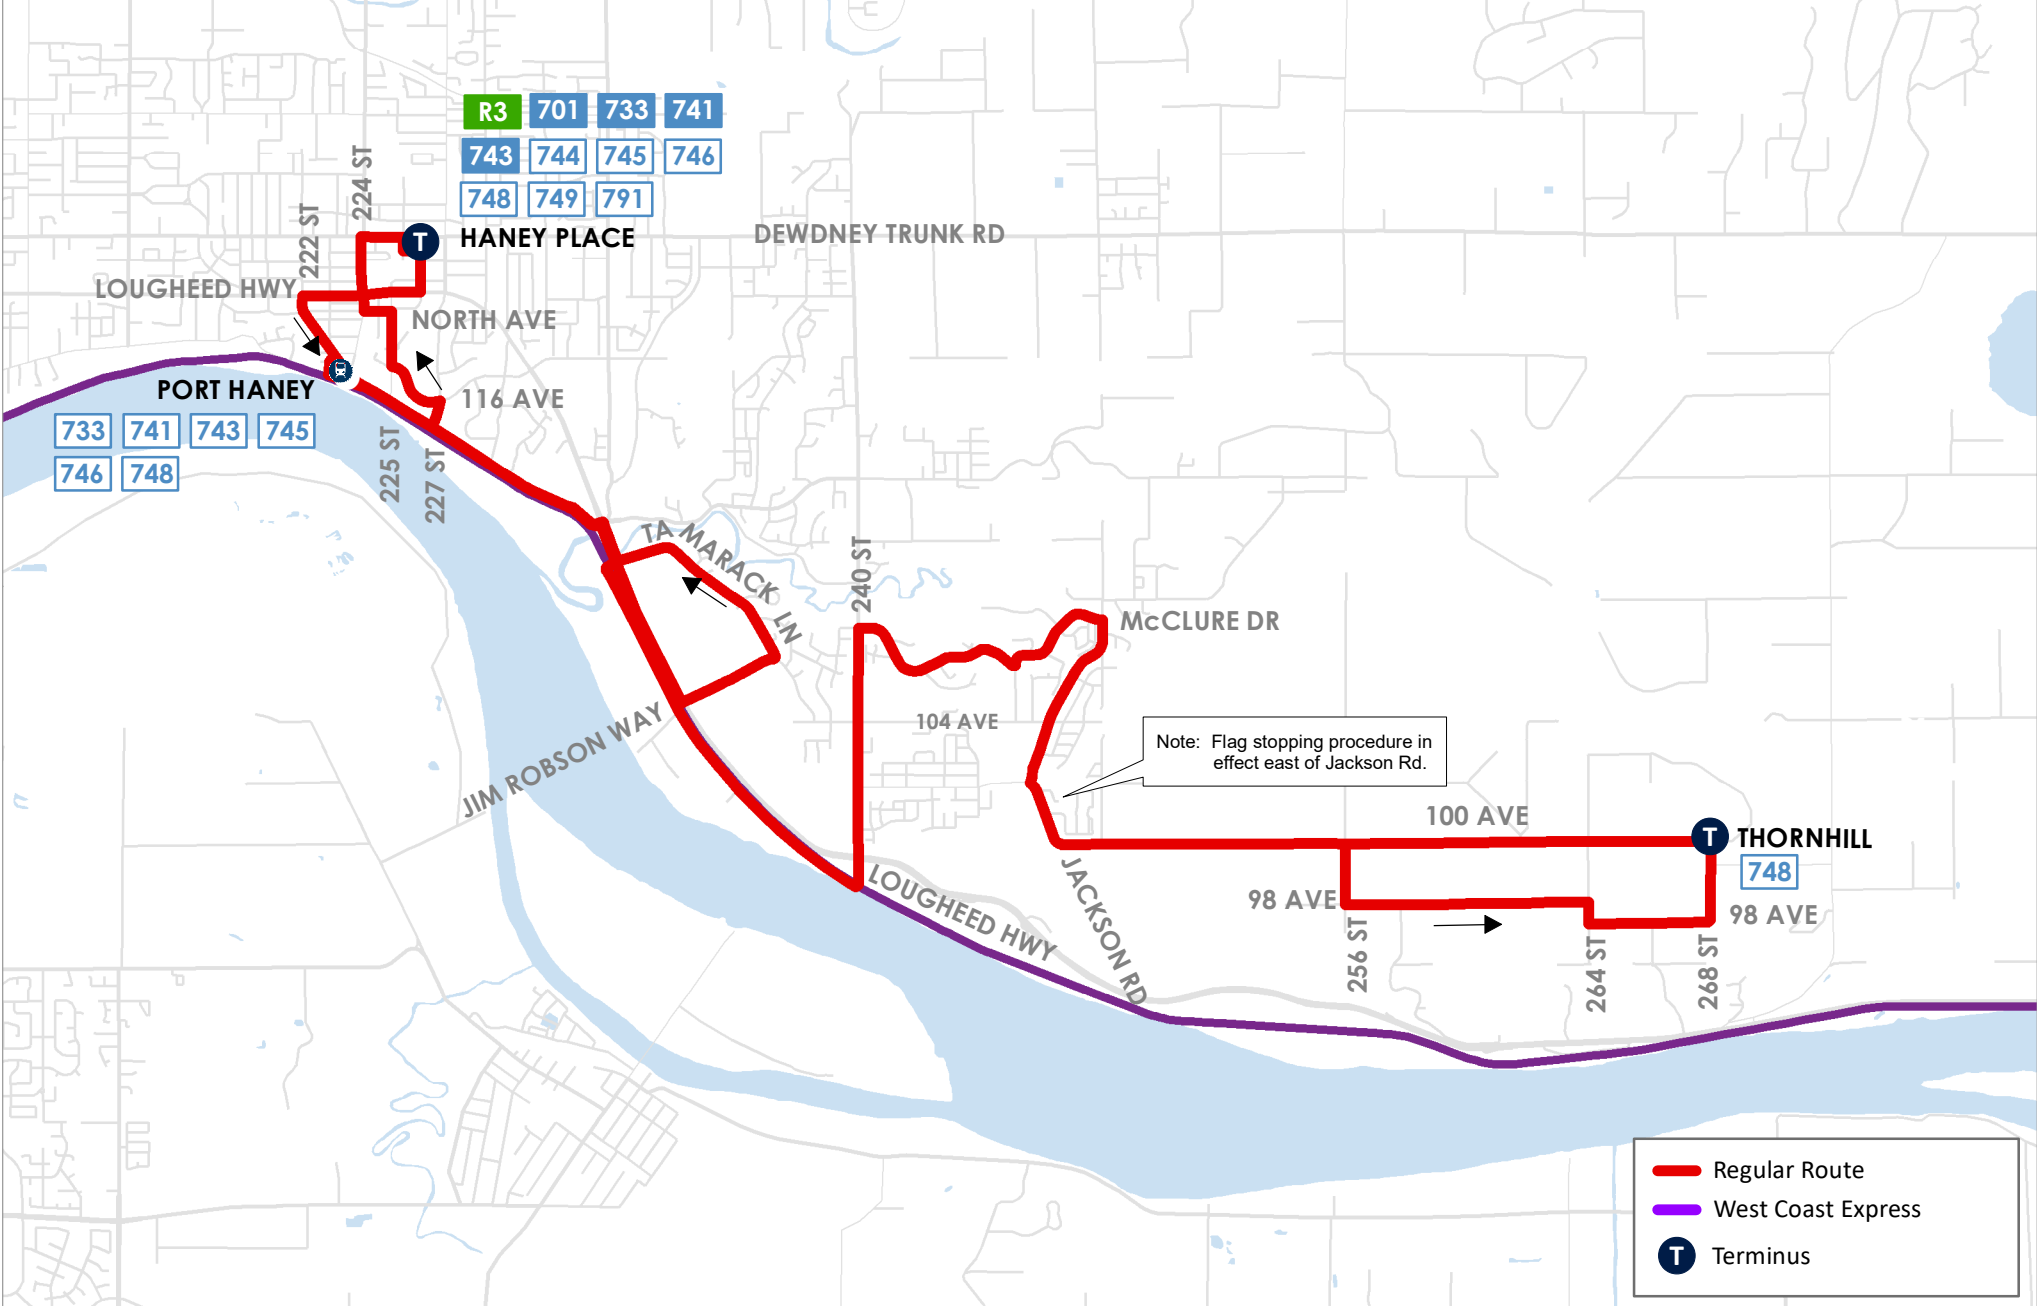 R3 701 733 741
743 744 745 746
748 749 791
HANEY PLACE
T
224 ST
222 ST
DEWDNEY TRUNK RD
LOUGHEED HWY
NORTH AVE
PORT HANEY
733 741 743 745
746 748
116 AVE
225 ST
227 ST
TA MARACK LN
240 ST
McCLURE DR
JIM ROBSON WAY
104 AVE
Note: Flag stopping procedure in
effect east of Jackson Rd.
100 AVE
T
THORNHILL
748
98 AVE
98 AVE
LOUGHEED HWY
JACKSON RD
256 ST
264 ST
268 ST
Regular Route
West Coast Express
T Terminus